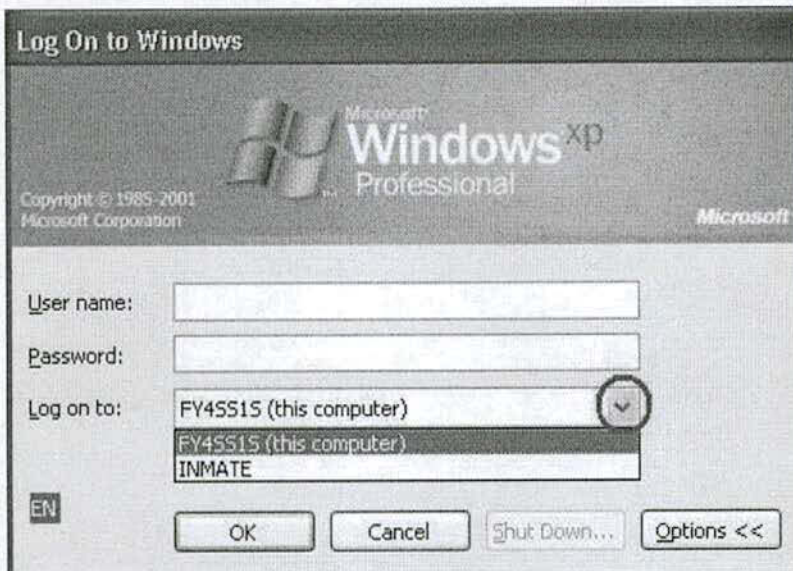 Log On to Windows
Microsoft
Windows xp
Professional
Copyright © 1985-2001
Microsoft Corporation
Microsoft
User name:
Password:
Log on to: FY4SS1S (this computer)
FY4SS1S (this computer)
INMATE
EN
OK Cancel Shut Down... Options <<